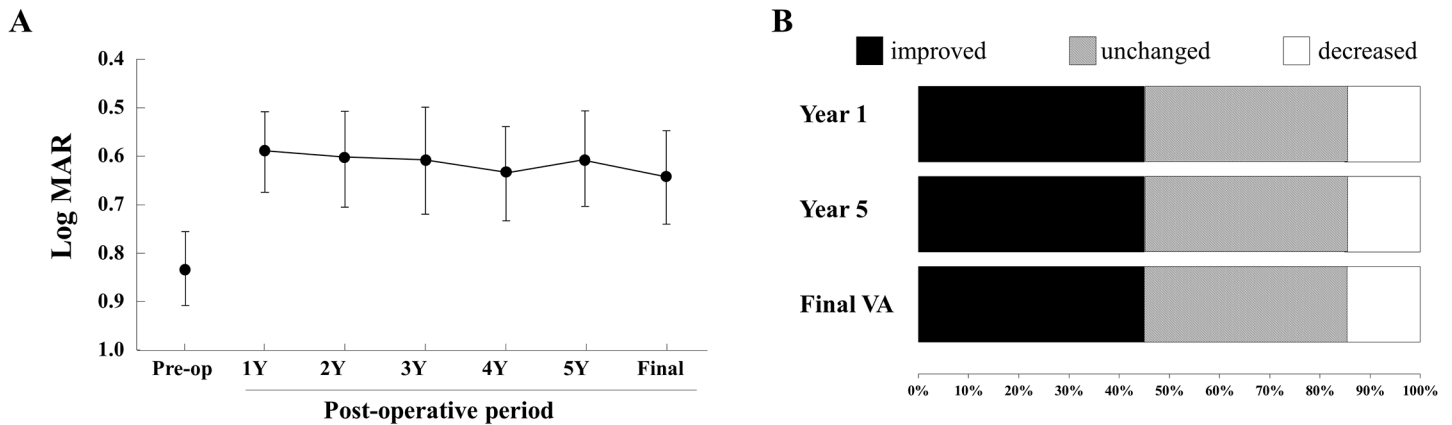 A
0.4
0.5
0.6
0.7
0.8
0.9
1.0
Log MAR
Pre-op 1Y 2Y 3Y 4Y 5Y Final
Post-operative period
B
improved unchanged decreased
Year 1
Year 5
Final VA
0% 10% 20% 30% 40% 50% 60% 70% 80% 90% 100%